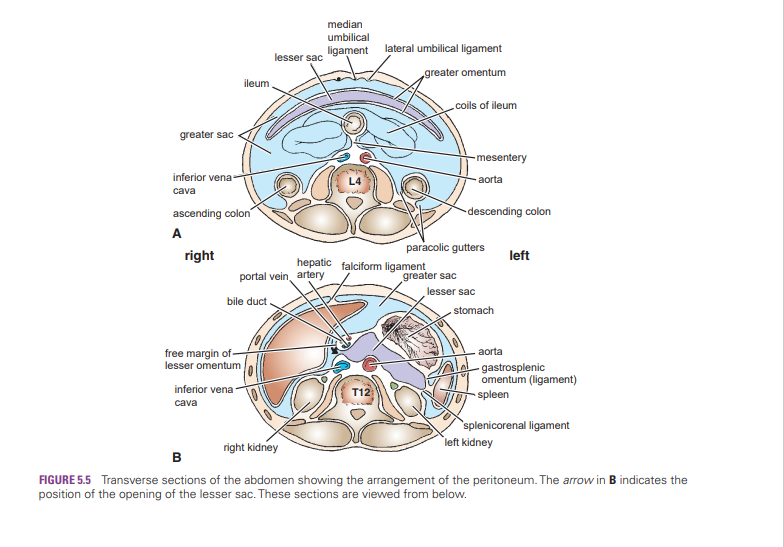 median
umbilical
ligament
lateral umbilical ligament
lesser sac
greater omentum
ileum
coils of ileum
greater sac
mesentery
inferior vena
cava
L4
aorta
ascending colon
descending colon
A
paracolic gutters
right
left
hepatic
artery
falciform ligament
portal vein
greater sac
lesser sac
bile duct
stomach
free margin of
lesser omentum
aorta
gastrosplenic
omentum (ligament)
inferior vena
cava
T12
spleen
splenicorenal ligament
right kidney
left kidney
B
FIGURE 5.5 Transverse sections of the abdomen showing the arrangement of the peritoneum. The arrow in B indicates the
position of the opening of the lesser sac. These sections are viewed from below.